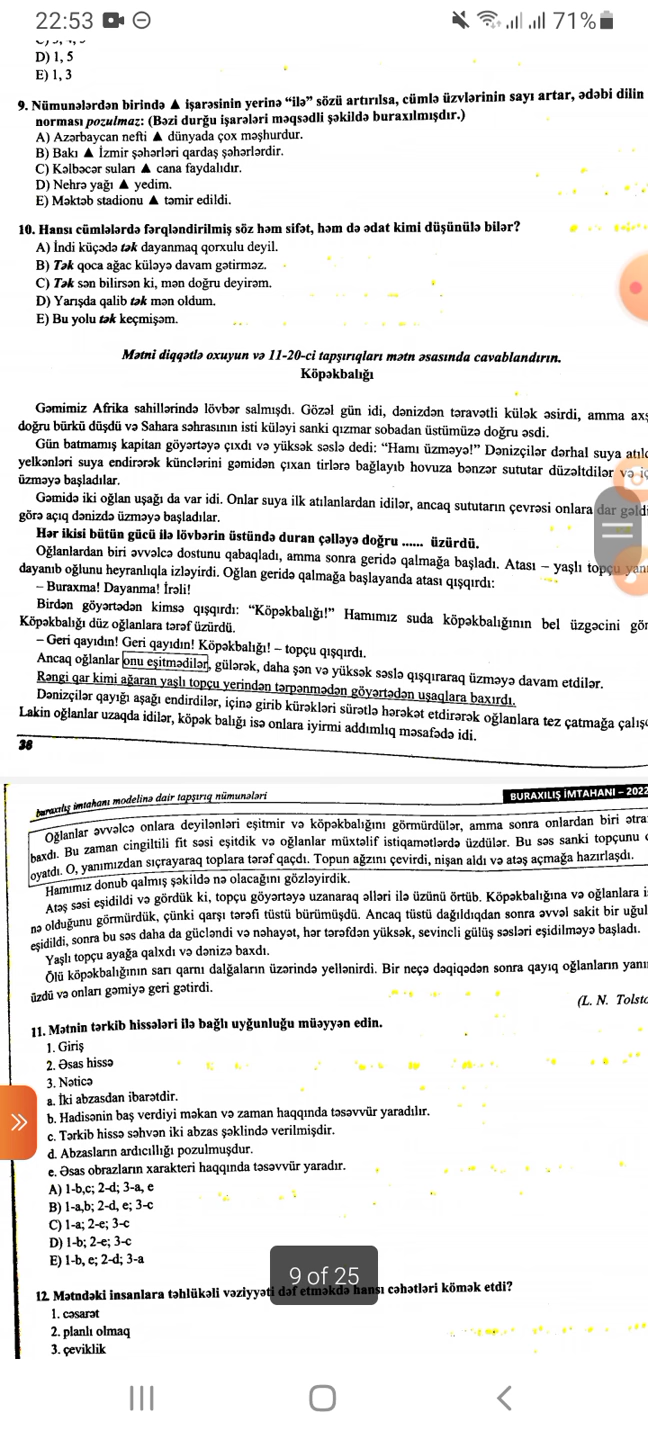 22:53
71%
D) 1, 5
E) 1, 3
9. Nümunələrdən birində ▲ işarəsinin yerinə “ilə” sözü artırılsa, cümlə üzvlərinin sayı artar, ədəbi dilin
norması pozulmaz: (Bəzi durğu işarələri məqsədli şəkildə buraxılmışdır.)
A) Azərbaycan nefti ▲ dünyada çox məşhurdur.
B) Bakı ▲ İzmir şəhərləri qardaş şəhərlərdir.
C) Kəlbəcər suları ▲ cana faydalıdır.
D) Nehrə yağı ▲ yedim.
E) Məktəb stadionu ▲ təmir edildi.
10. Hansı cümlələrdə fərqləndirilmiş söz həm sifət, həm də ədat kimi düşünülə bilər?
A) İndi küçədə tək dayanmaq qorxulu deyil.
B) Tək qoca ağac küləyə davam gətirməz.
C) Tək sən bilirsən ki, mən doğru deyirəm.
D) Yarışda qalib tək mən oldum.
E) Bu yolu tək keçmişəm.
Mətni diqqətlə oxuyun və 11-20-ci tapşırıqları mətn əsasında cavablandırın.
Köpəkbalığı
Gəmimiz Afrika sahillərində lövbər salmışdı. Gözəl gün idi, dənizdən təravətli külək əsirdi, amma
doğru bürkü düşdü və Sahara səhrasının isti küləyi sanki qızmar sobadan üstümüzə doğru əsdi.
Gün batmamış kapitan göyərtəyə çıxdı və yüksək səslə dedi: “Hamı üzməyə!” Dənizçilər dərhal suya
yelkənləri suya endirərək künclərini gəmidən çıxan tirlərə bağlayıb hovuza bənzər sututar düzəltdilər və
üzməyə başladılar.
Gəmidə iki oğlan uşağı da var idi. Onlar suya ilk atılanlardan idilər, ancaq sututarın çevrəsi onlara dar
görə açıq dənizdə üzməyə başladılar.
Hər ikisi bütün gücü ilə lövbərin üstündə duran çəlləyə doğru ...... üzürdü.
Oğlanlardan biri əvvəlcə dostunu qabaqladı, amma sonra geridə qalmağa başladı. Atası – yaşlı topçu
dayanıb oğlunu heyranlıqla izləyirdi. Oğlan geridə qalmağa başlayanda atası qışqırdı:
– Buraxma! Dayanma! İrəli!
Birdən göyərtədən kimsə qışqırdı: “Köpəkbalığı!” Hamımız suda köpəkbalığının bel üzgəcini
Köpəkbalığı düz oğlanlara tərəf üzürdü.
– Geri qayıdın! Geri qayıdın! Köpəkbalığı! – topçu qışqırdı.
Ancaq oğlanlar onu eşitmədilər, gülərək, daha şən və yüksək səslə qışqıraraq üzməyə davam etdilər.
Rəngi qar kimi ağaran yaşlı topçu yerindən tərpənmədən göyərtədən uşaqlara baxırdı.
Dənizçilər qayığı aşağı endirdilər, içinə girib kürəkləri sürətlə hərəkət etdirərək oğlanlara tez çatmağa
Lakin oğlanlar uzaqda idilər, köpək balığı isə onlara iyirmi addımlıq məsafədə idi.
38
buraxılış imtahanı modelinə dair tapşırıq nümunələri
BURAXILIŞ İMTAHANI – 2022
Oğlanlar əvvəlcə onlara deyilənləri eşitmir və köpəkbalığını görmürdülər, amma sonra onlardan biri
baxdı. Bu zaman cingiltili fit səsi eşitdik və oğlanlar müxtəlif istiqamətlərdə üzdülər. Bu səs sanki topçunu
oyatdı. O, yanımızdan sıçrayaraq toplara tərəf qaçdı. Topun ağzını çevirdi, nişan aldı və atəş açmağa hazırlaşdı.
Hamımız donub qalmış şəkildə nə olacağını gözləyirdik.
Atəş səsi eşidildi və gördük ki, topçu göyərtəyə uzanaraq əlləri ilə üzünü örtüb. Köpəkbalığına və oğlanlara
nə olduğunu görmürdük, çünki qarşı tərəfi tüstü bürümüşdü. Ancaq tüstü dağıldıqdan sonra əvvəl sakit bir
eşidildi, sonra bu səs daha da gücləndi və nəhayət, hər tərəfdən yüksək, sevincli gülüş səsləri eşidilməyə başladı.
Yaşlı topçu ayağa qalxdı və dənizə baxdı.
Ölü köpəkbalığının sarı qarnı dalğaların üzərində yellənirdi. Bir neçə dəqiqədən sonra qayıq oğlanların
üzdü və onları gəmiyə geri gətirdi.
(L. N.
11. Mətnin tərkib hissələri ilə bağlı uyğunluğu müəyyən edin.
1. Giriş
2. Əsas hissə
3. Nəticə
a. İki abzasdan ibarətdir.
b. Hadisənin baş verdiyi məkan və zaman haqqında təsəvvür yaradılır.
c. Tərkib hissə səhvən iki abzas şəklində verilmişdir.
d. Abzasların ardıcıllığı pozulmuşdur.
e. Əsas obrazların xarakteri haqqında təsəvvür yaradır.
A) 1-b,c; 2-d; 3-a, e
B) 1-a,b; 2-d, e; 3-c
C) 1-a; 2-e; 3-c
D) 1-b; 2-e; 3-c
E) 1-b, e; 2-d; 3-a
9 of 25
12. Mətndəki insanlara təhlükəli vəziyyəti dəf etməkdə hansı cəhətləri kömək etdi?
1. cəsarət
2. planlı olmaq
3. çeviklik